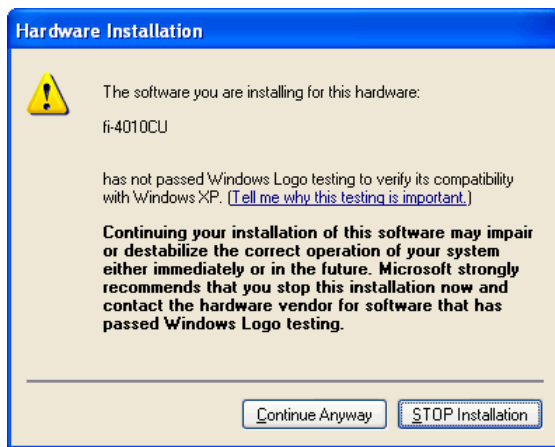 Hardware Installation
The software you are installing for this hardware:
fi-4010CU
has not passed Windows Logo testing to verify its compatibility
with Windows XP. (Tell me why this testing is important.)
Continuing your installation of this software may impair
or destabilize the correct operation of your system
either immediately or in the future. Microsoft strongly
recommends that you stop this installation now and
contact the hardware vendor for software that has
passed Windows Logo testing.
Continue Anyway
STOP Installation